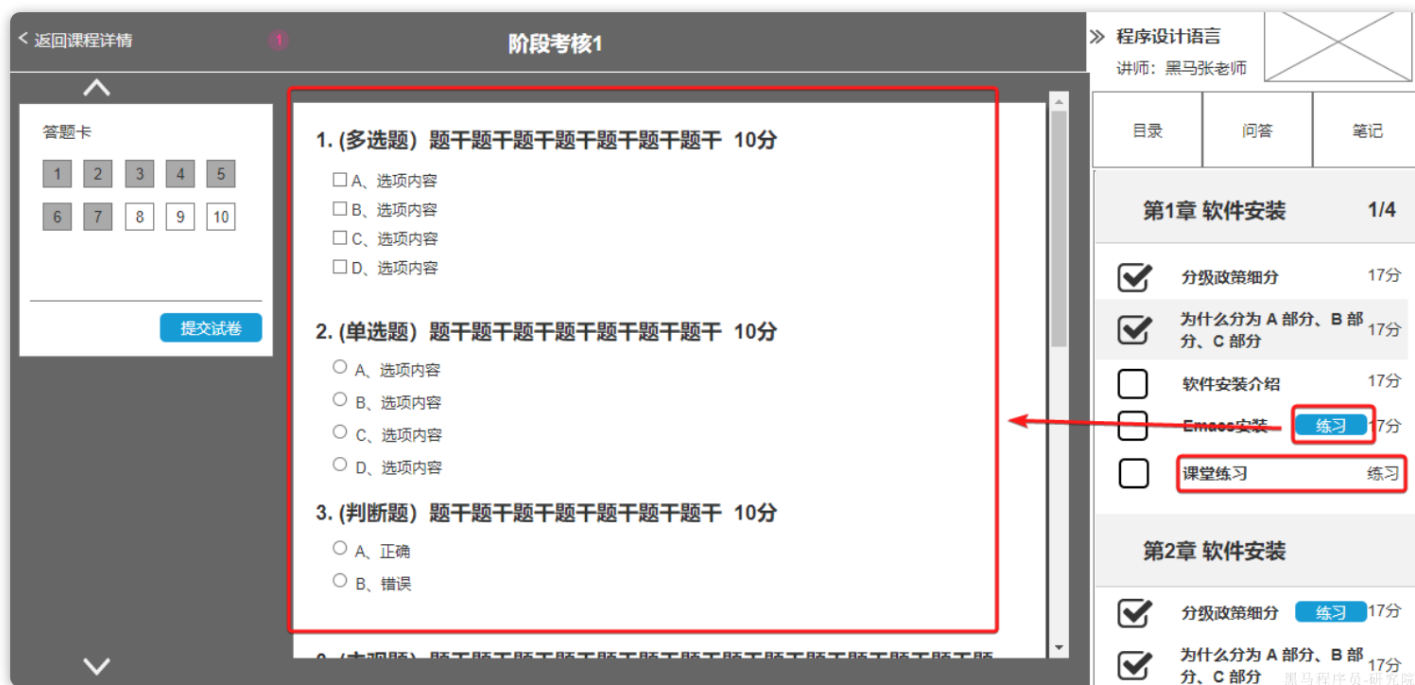 < 返回课程详情
1
阶段考核1
答题卡
1 2 3 4 5
6 7 8 9 10
提交试卷
1. (多选题) 题干题干题干题干题干题干题干 10分
A、选项内容
B、选项内容
C、选项内容
D、选项内容
2. (单选题) 题干题干题干题干题干题干题干 10分
A、选项内容
B、选项内容
C、选项内容
D、选项内容
3. (判断题) 题干题干题干题干题干题干题干 10分
A、正确
B、错误
程序设计语言
讲师：黑马张老师
目录 问答 笔记
第1章 软件安装 1/4
分级政策细分 17分
为什么分为 A 部分、B 部
分、C 部分 17分
软件安装介绍 17分
Emacs安装 练习 17分
课堂练习 练习
第2章 软件安装
分级政策细分 练习 17分
为什么分为 A 部分、B 部
分、C 部分 17分
黑马程序员-研究院